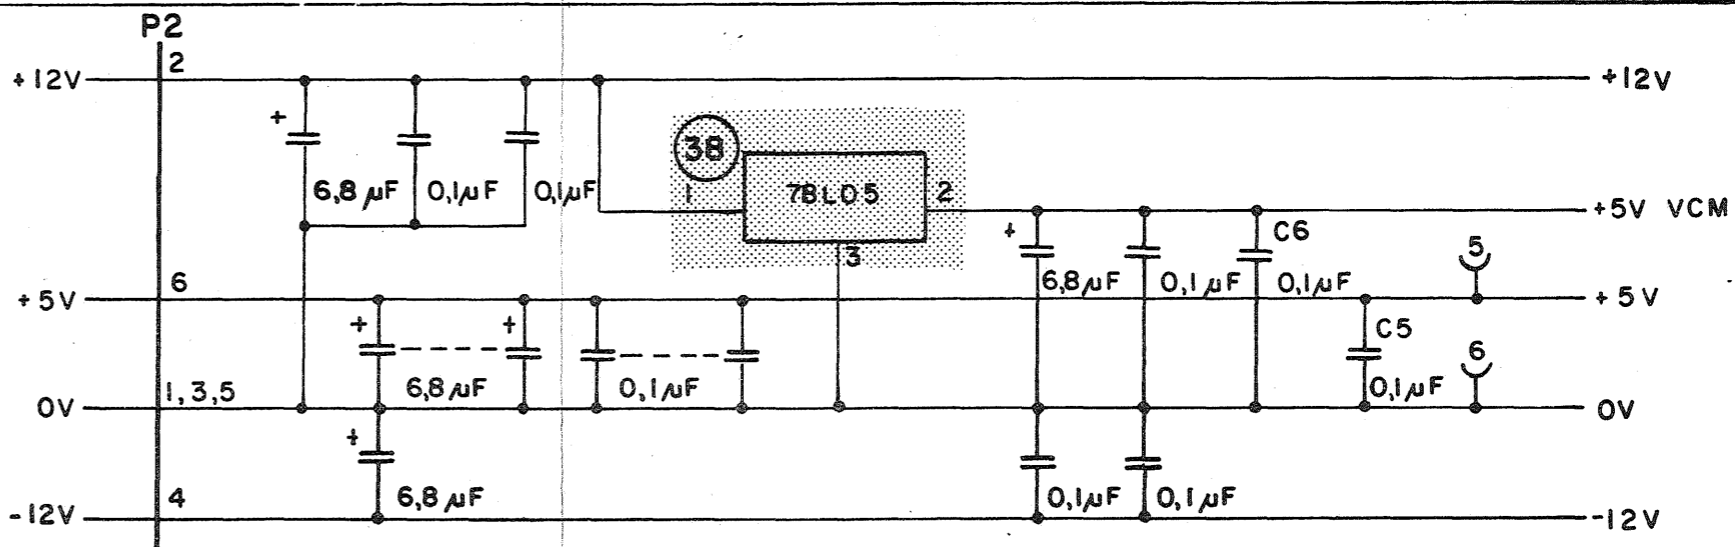 P2
+12V
2
+12V
+
38
6,8 µF
0,1µF
0,1µF
1
78L05
2
+5V VCM
+
C6
3
5
6,8µF
0,1µF
0,1µF
+5V
6
+5V
+
+
C5
6
6,8µF
0,1µF
0,1µF
0V
1,3,5
0V
+
6,8µF
0,1µF
0,1µF
-12V
4
-12V